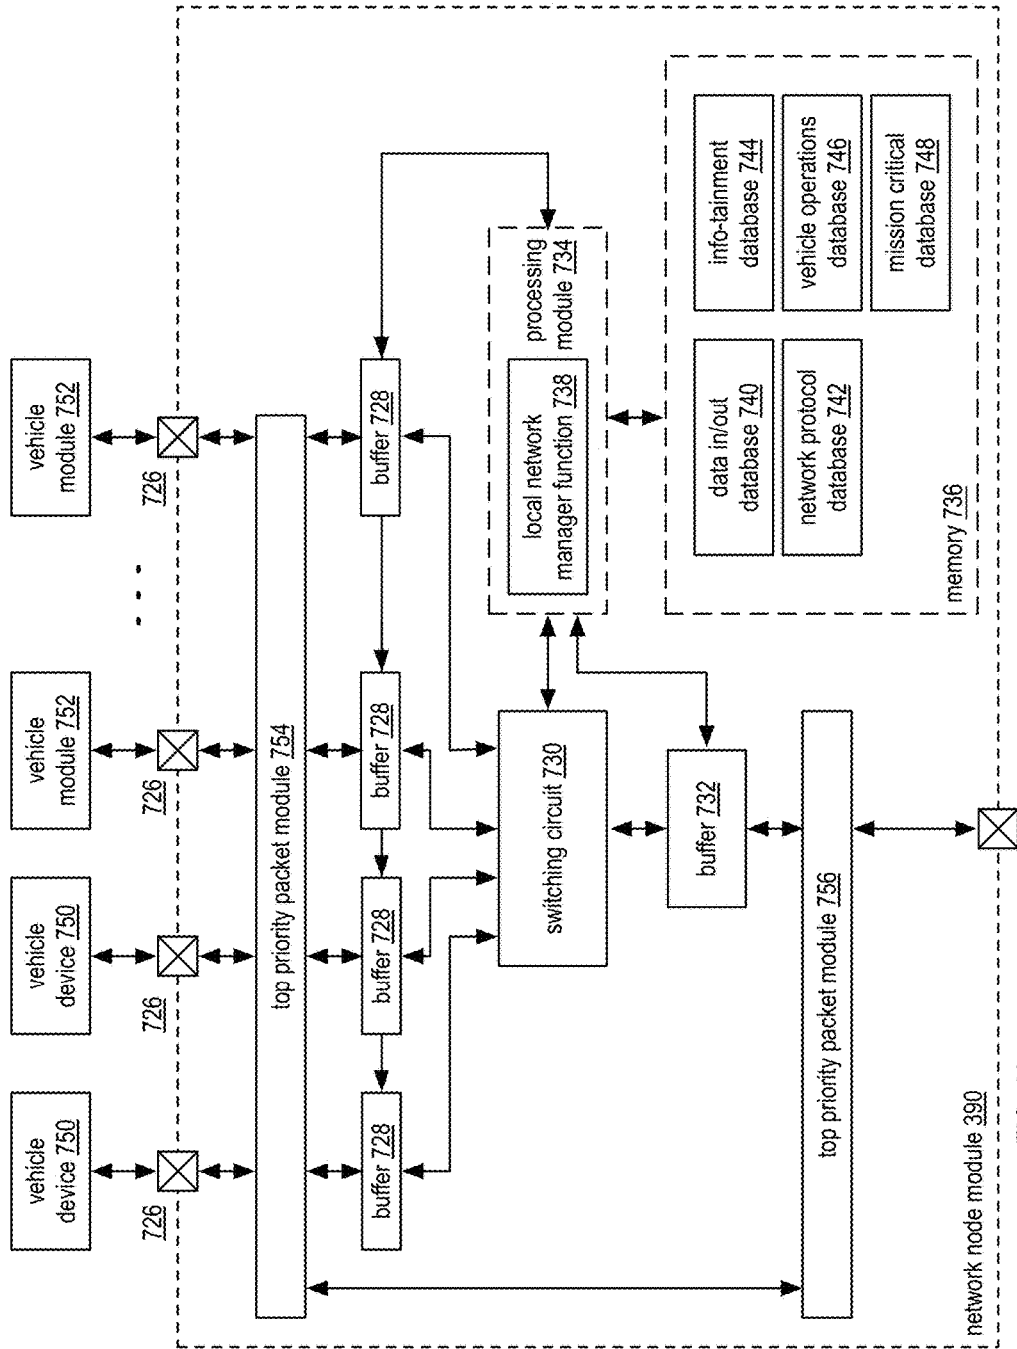 vehicle
device 750
vehicle
device 750
vehicle
module 752
vehicle
module 752
726
726
726
726
top priority packet module 754
buffer 728
buffer 728
buffer 728
buffer 728
switching circuit 730
local network
manager function 738
processing
module 734
buffer 732
data in/out
database 740
info-tainment
database 744
network protocol
database 742
vehicle operations
database 746
mission critical
database 748
memory 736
top priority packet module 756
network node module 390